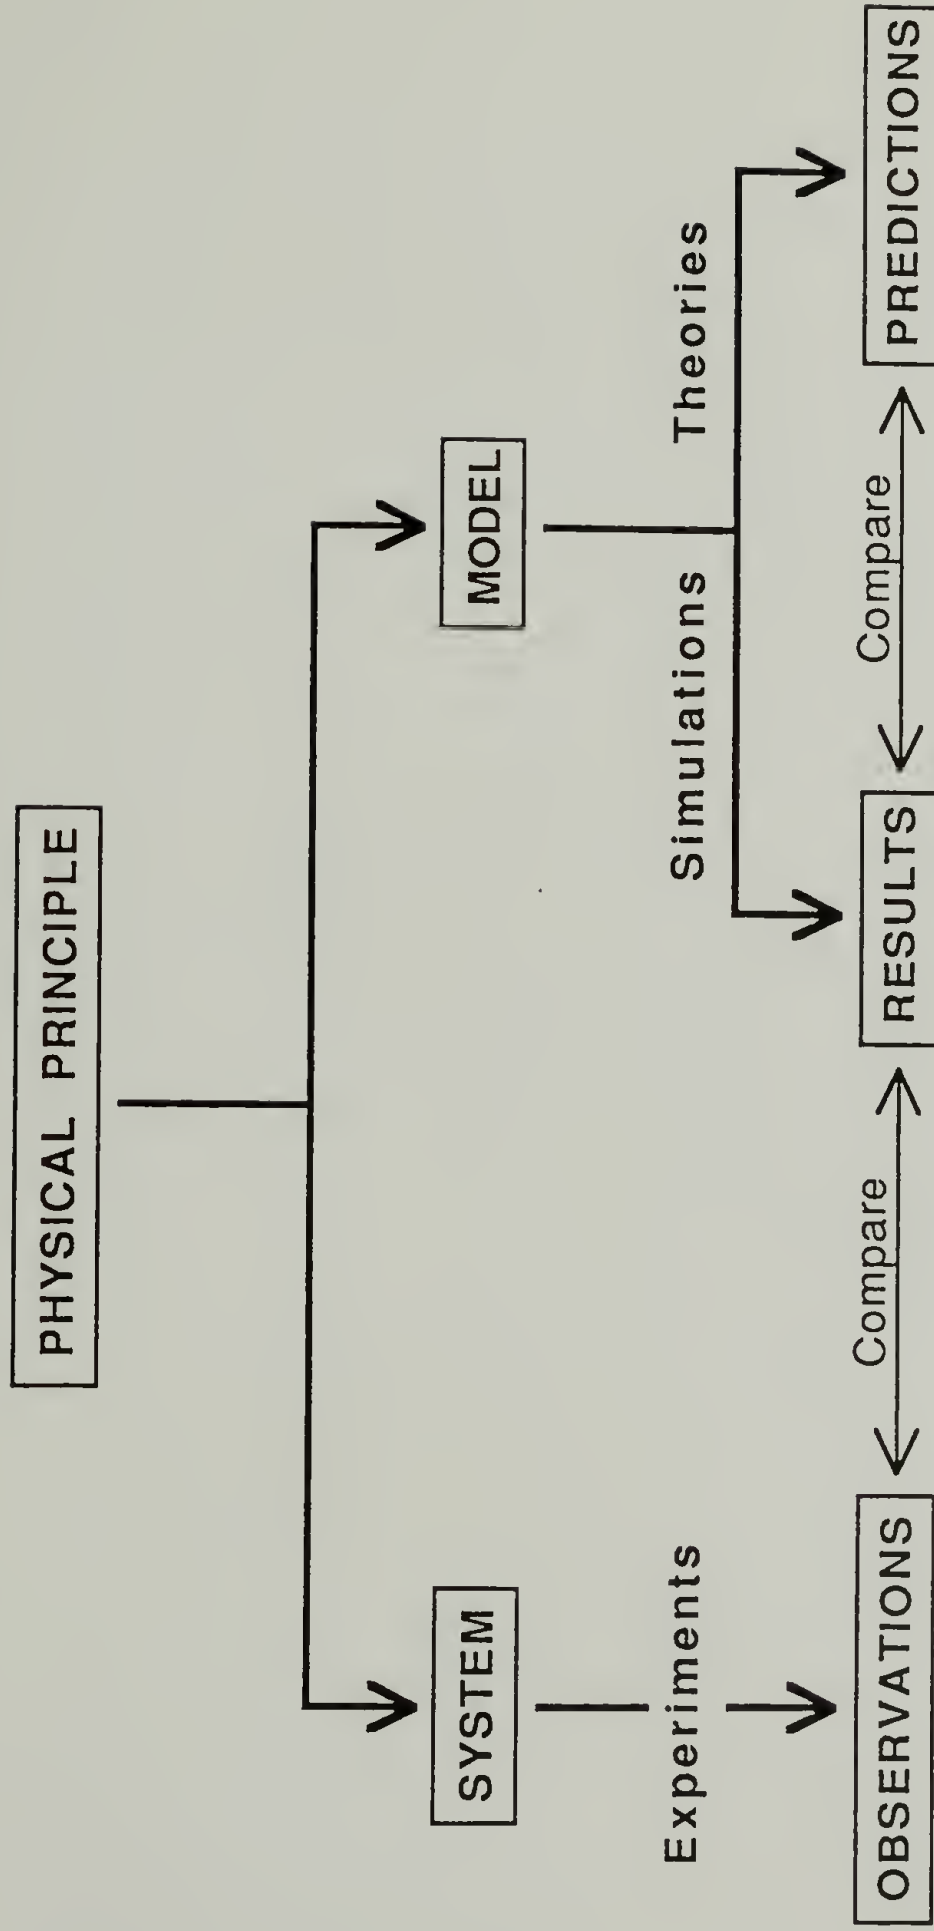 PHYSICAL PRINCIPLE
SYSTEM
MODEL
Experiments
Simulations
Theories
OBSERVATIONS
Compare
RESULTS
Compare
PREDICTIONS